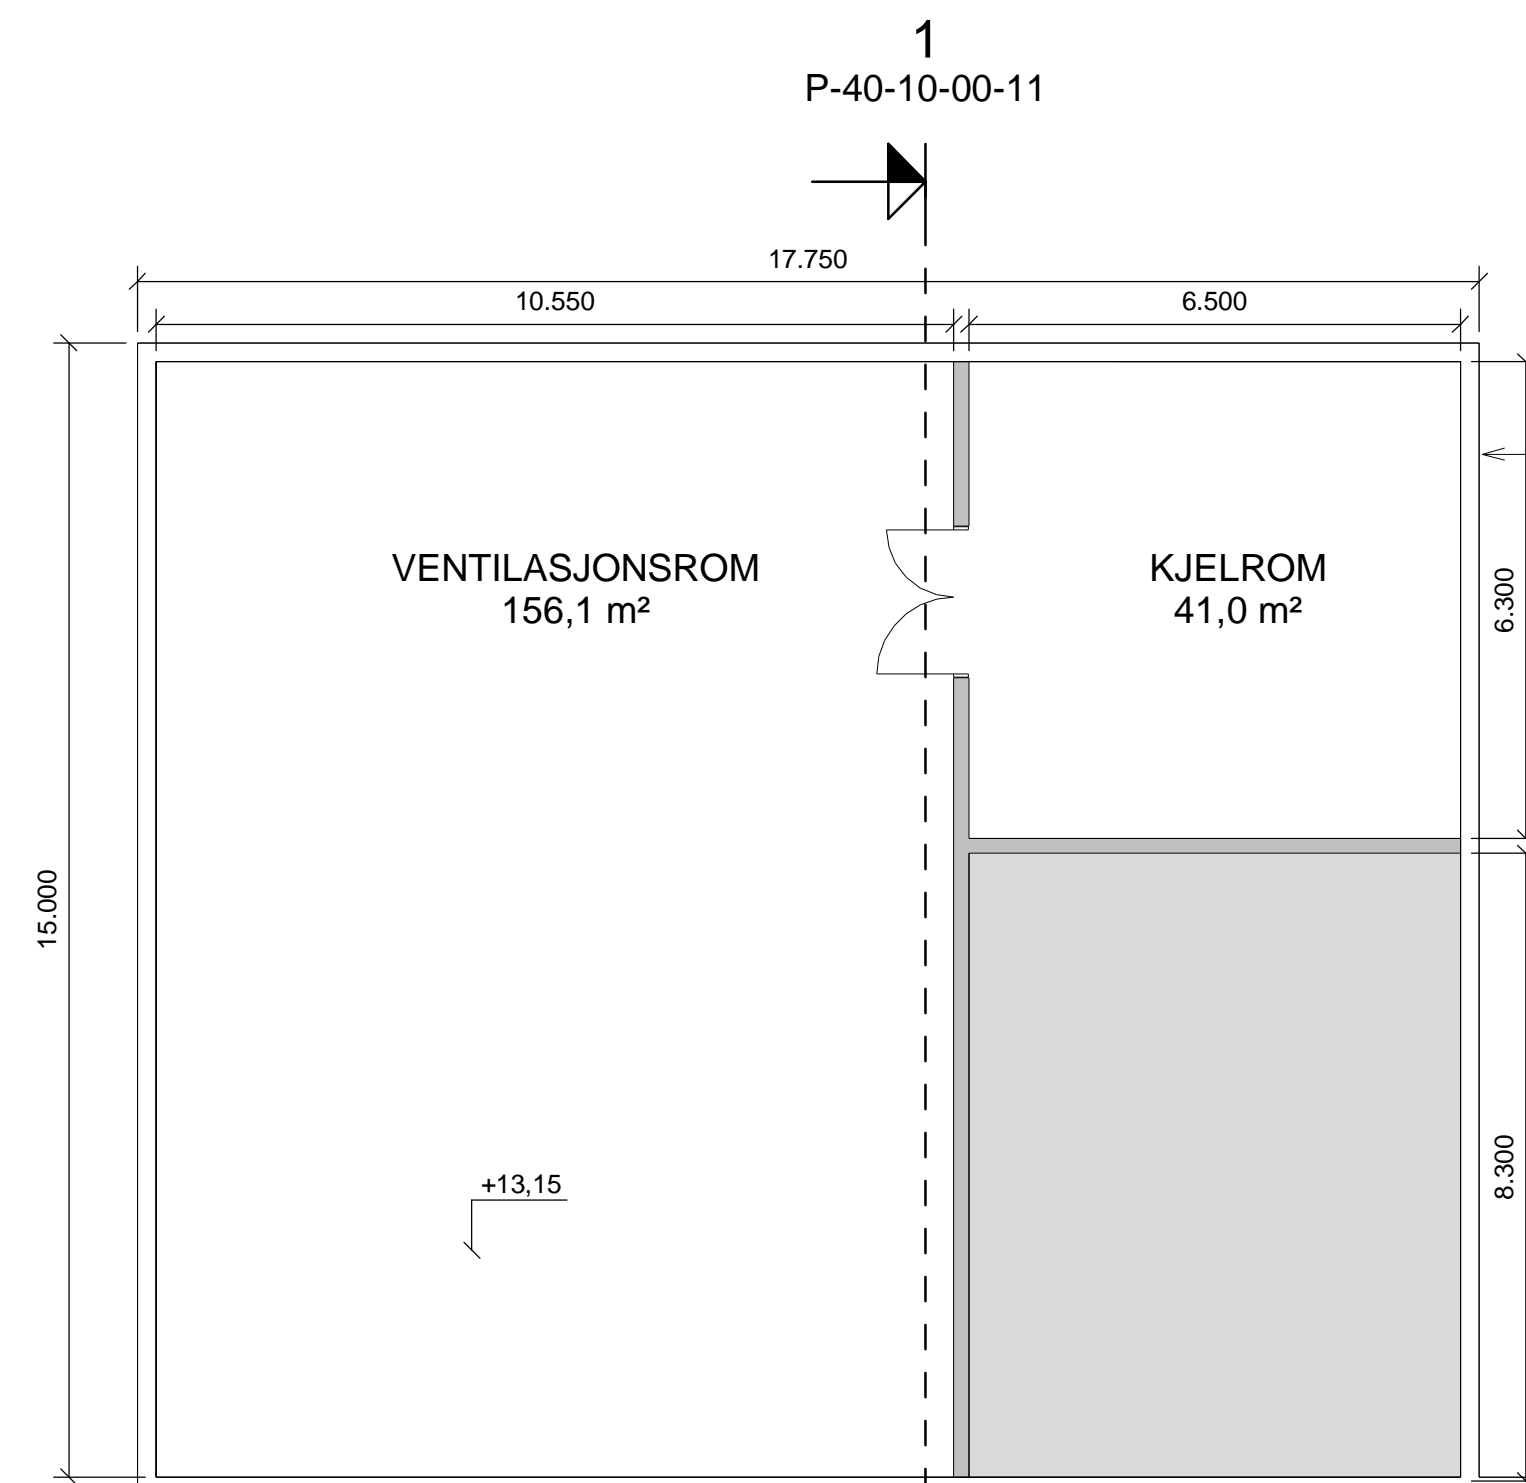 1
P-40-10-00-11
17.750
10.550
6.500
VENTILASJONSROM
156,1 m²
KJELROM
41,0 m²
6.300
15.000
8.300
+13,15